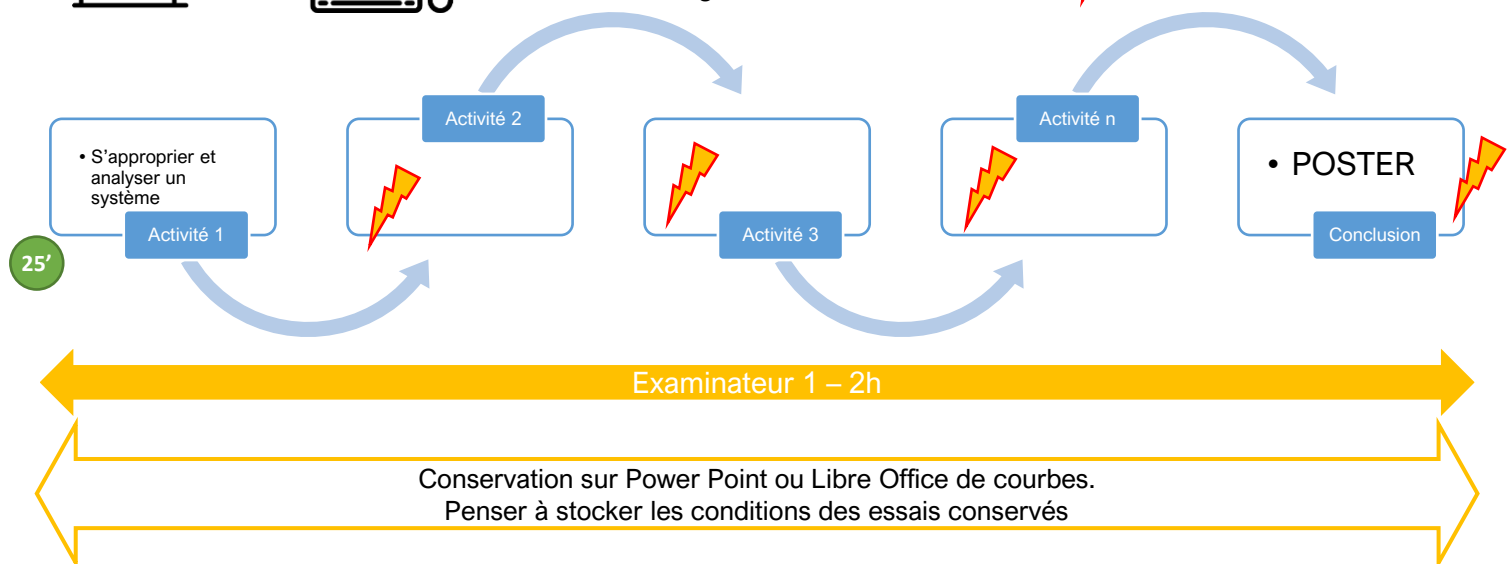 Activité 2
Activité n
• S'approprier et
analyser un
système
• POSTER
Activité 1
Activité 3
Conclusion
25'
Examinateur 1 – 2h
Conservation sur Power Point ou Libre Office de courbes.
Penser à stocker les conditions des essais conservés